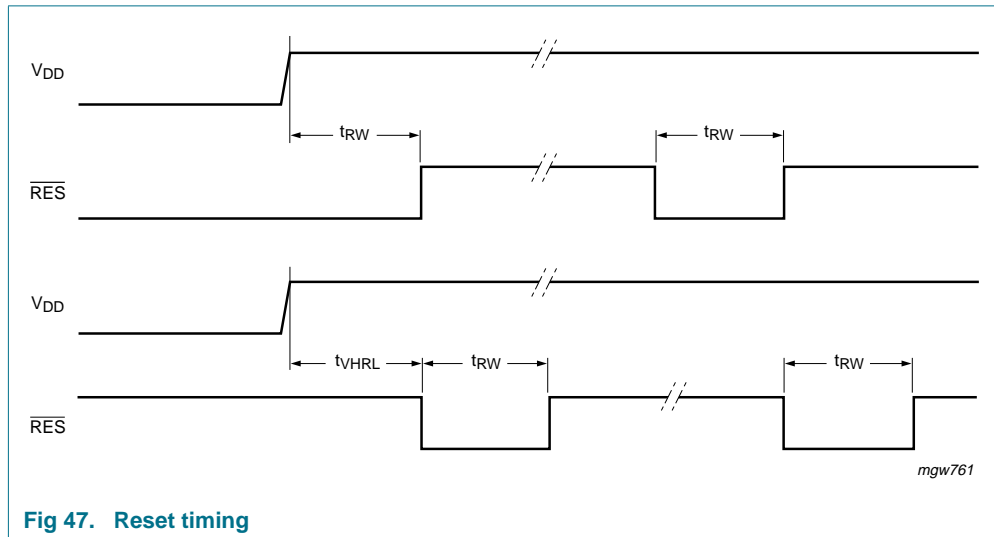 VDD
tRW tRW
RES
VDD
tVHRL tRW tRW
RES
mgw761
Fig 47. Reset timing